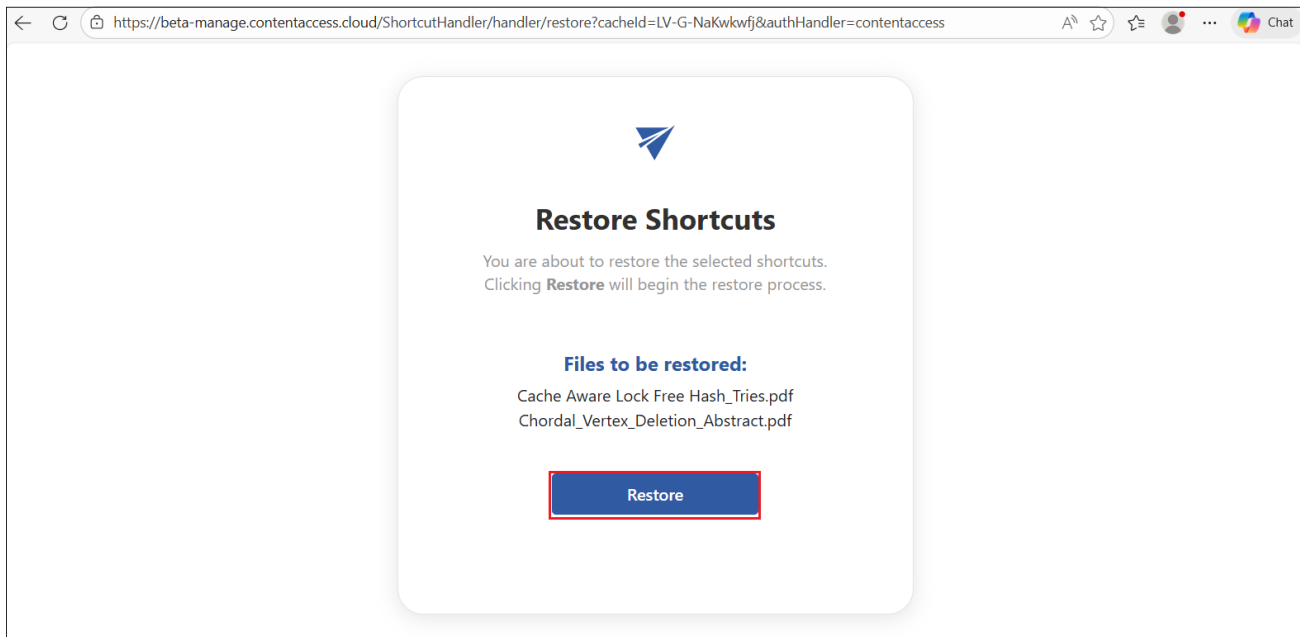 https://beta-manage.contentaccess.cloud/ShortcutHandler/handler/restore?cacheId=LV-G-NaKwkwfj&authHandler=contentaccess
Chat
Restore Shortcuts
You are about to restore the selected shortcuts.
Clicking Restore will begin the restore process.
Files to be restored:
Cache Aware Lock Free Hash_Tries.pdf
Chordal_Vertex_Deletion_Abstract.pdf
Restore